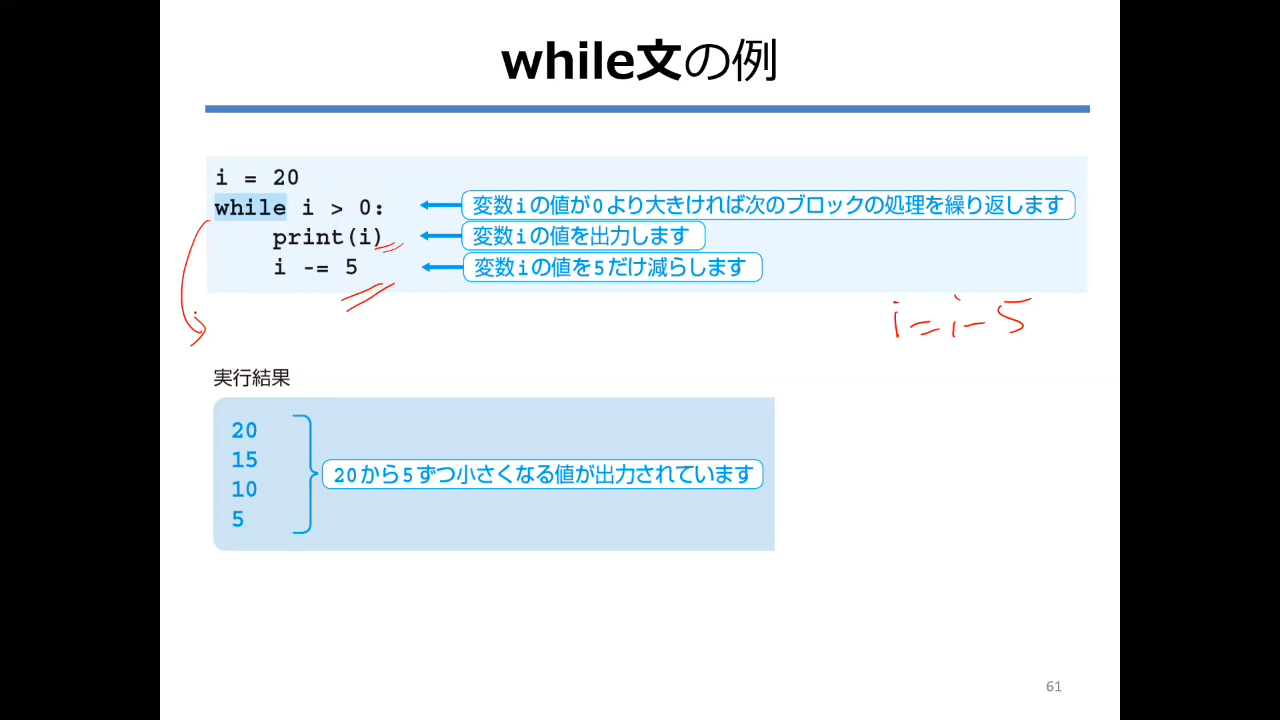 while文の例
i = 20
while i > 0:
変数iの値が0より大きければ次のブロックの処理を繰り返します
print(i)
変数iの値を出力します
i -= 5
変数iの値を5だけ減らします
i=i-5
実行結果
20
15
10
5
20から5ずつ小さくなる値が出力されています
61